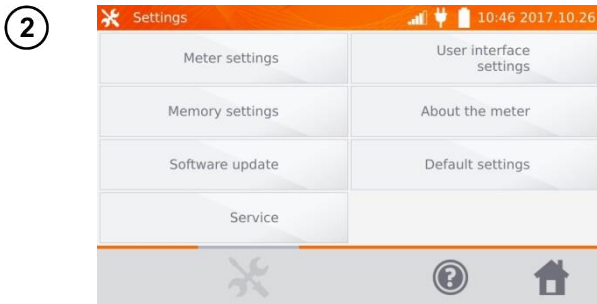 2
Settings
10:46 2017.10.26
Meter settings
User interface
settings
Memory settings
About the meter
Software update
Default settings
Service
?